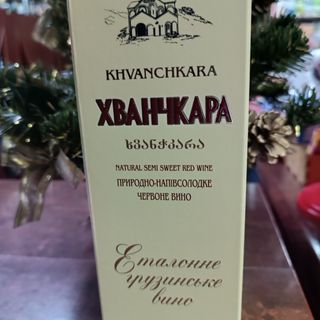 KHVANCHKARA
ХВАНЧКАРА
ხვანჭკარა
NATURAL SEMI SWEET RED WINE
ПРИРОДНО-НАПІВСОЛОДКЕ
ЧЕРВОНЕ ВИНО
Еталонне
грузинське
вино